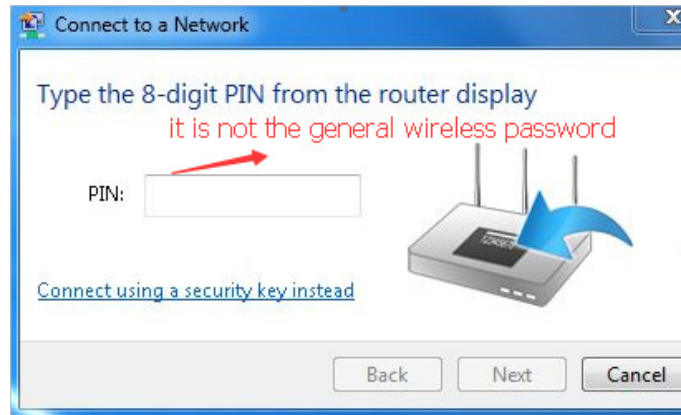 Connect to a Network
Type the 8-digit PIN from the router display
it is not the general wireless password
PIN:
Connect using a security key instead
Back
Next
Cancel